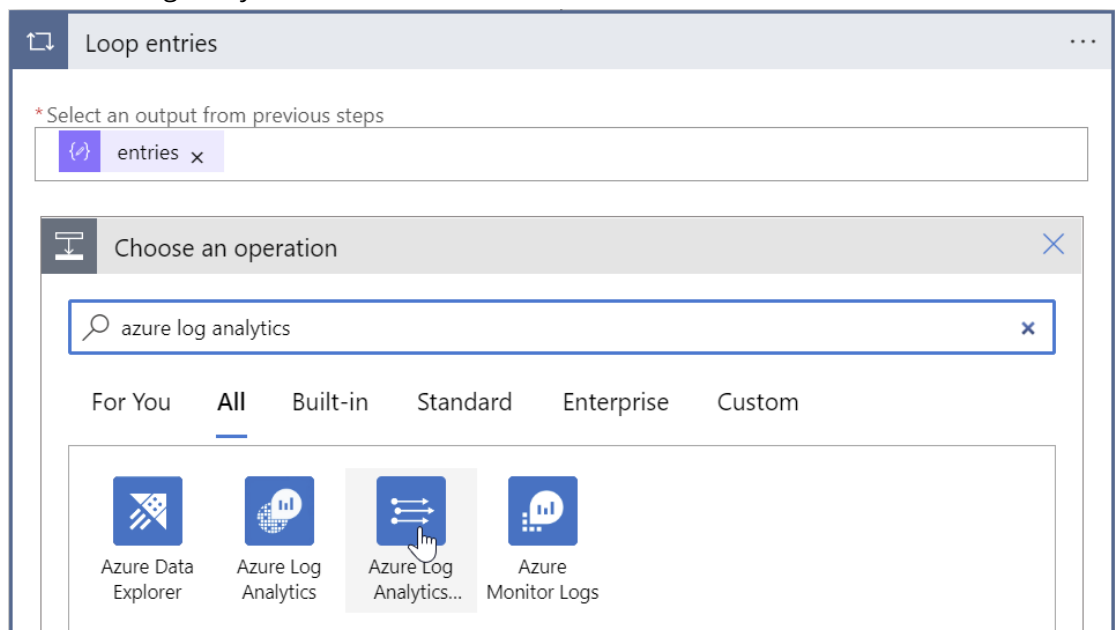 Loop entries
...
* Select an output from previous steps
{} entries x
Choose an operation
azure log analytics
For You All Built-in Standard Enterprise Custom
Azure Data Azure Log Azure Log Azure
Explorer Analytics Analytics... Monitor Logs